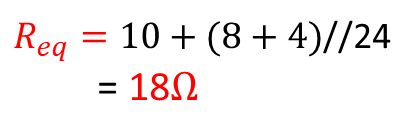 R_eq = 10 + (8 + 4)//24
= 18Ω